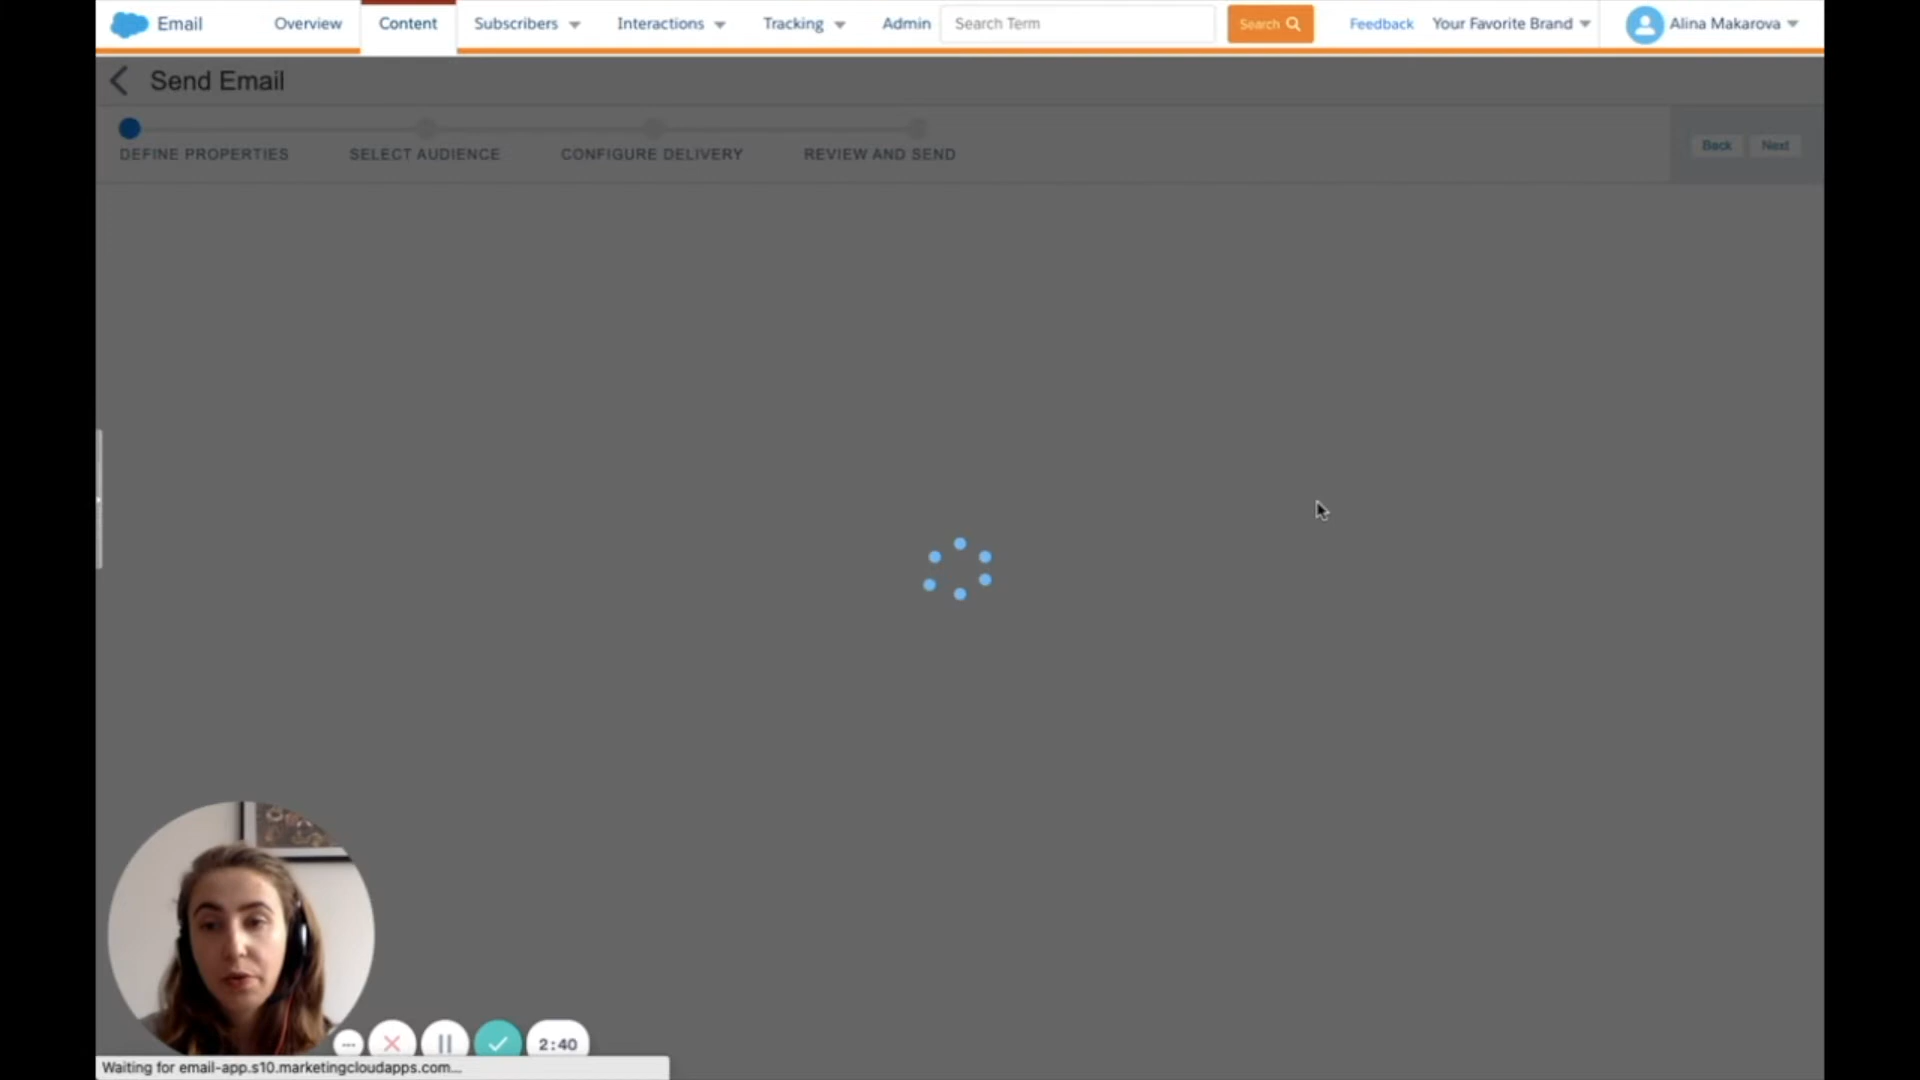 Email
Overview
Content
Subscribers
Interactions
Tracking
Admin
Search Term
Search
Feedback
Your Favorite Brand
Alina Makarova
Send Email
DEFINE PROPERTIES
SELECT AUDIENCE
CONFIGURE DELIVERY
REVIEW AND SEND
Back
Next
2:40
Waiting for email-app.s10.marketingcloudapps.com...